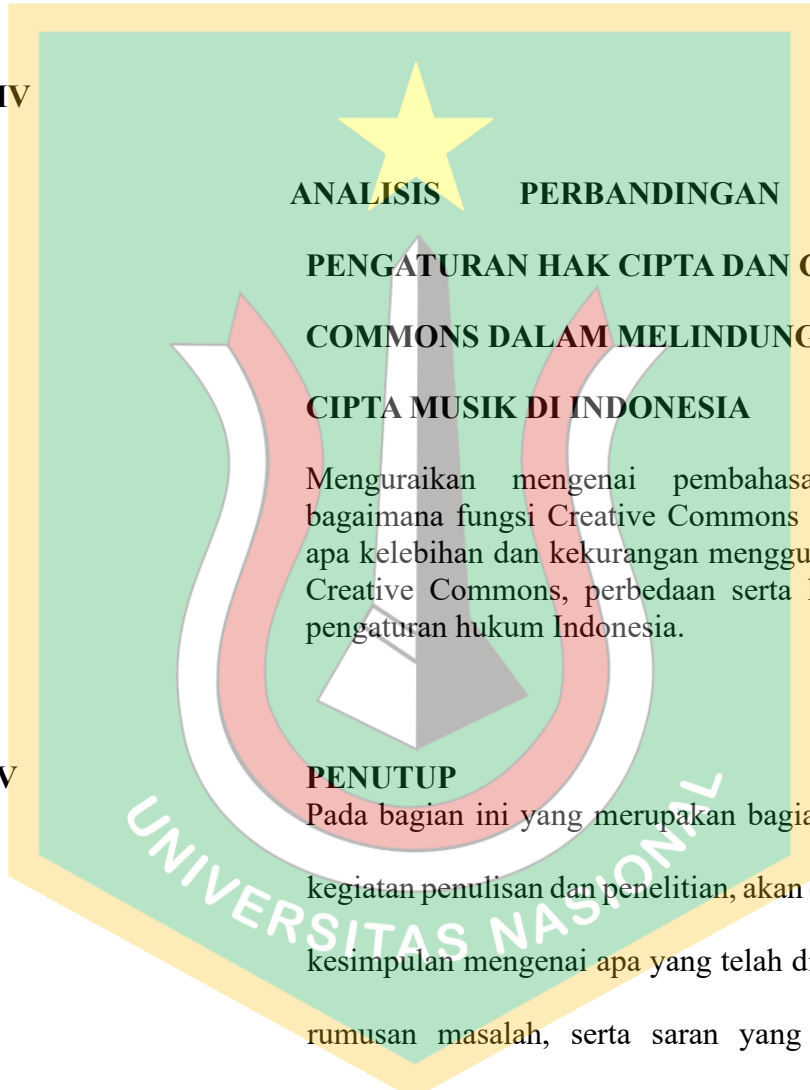 IV
ANALISIS PERBANDINGAN
PENGATURAN HAK CIPTA DAN
COMMONS DALAM MELINDUNG
CIPTA MUSIK DI INDONESIA
Menguraikan mengenai pembahasa
bagaimana fungsi Creative Commons
apa kelebihan dan kekurangan menggu
Creative Commons, perbedaan serta
pengaturan hukum Indonesia.
V
PENUTUP
Pada bagian ini yang merupakan bagia
kegiatan penulisan dan penelitian, akan
kesimpulan mengenai apa yang telah di
rumusan masalah, serta saran yang
UNIVERSITAS NASIONAL